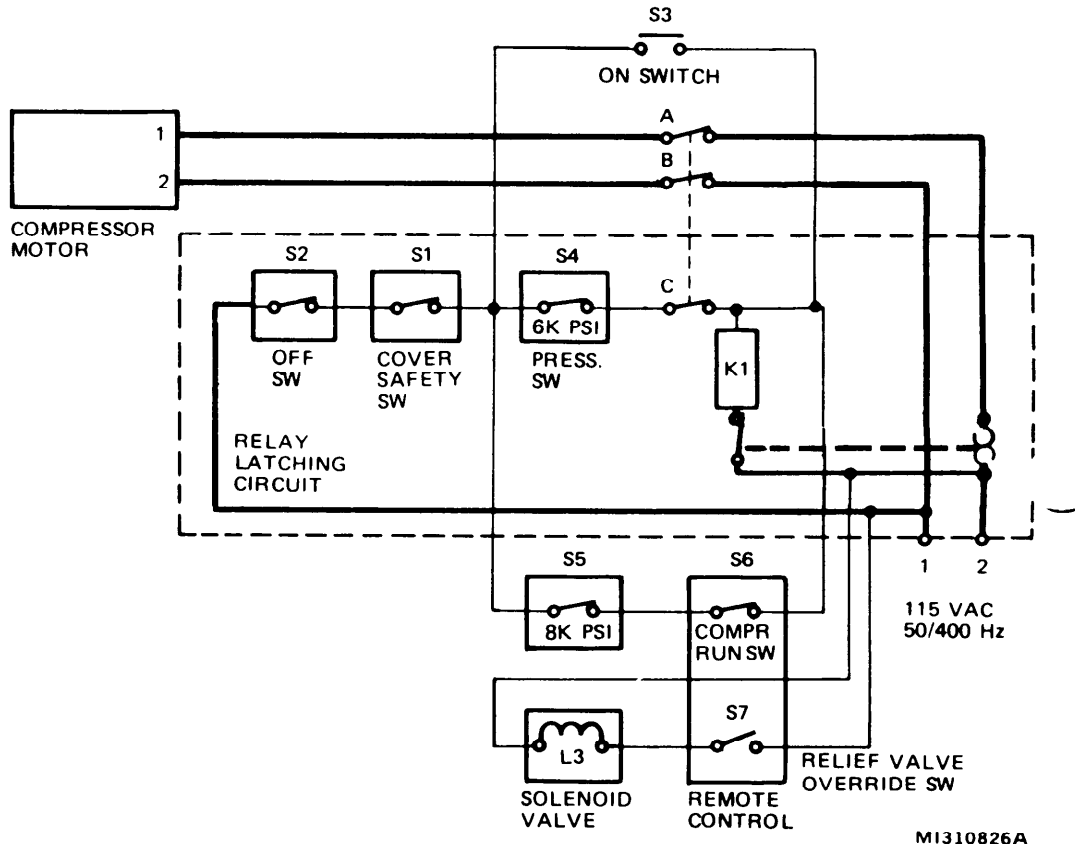 S3
ON SWITCH
A
1
B
2
COMPRESSOR
MOTOR
S2
S1
S4
C
6K PSI
OFF
SW
COVER
SAFETY
SW
PRESS.
SW
K1
RELAY
LATCHING
CIRCUIT
1
2
S5
S6
115 VAC
50/400 Hz
8K PSI
COMPR
RUN SW
S7
L3
RELIEF VALVE
OVERRIDE SW
SOLENOID
VALVE
REMOTE
CONTROL
MI310826A